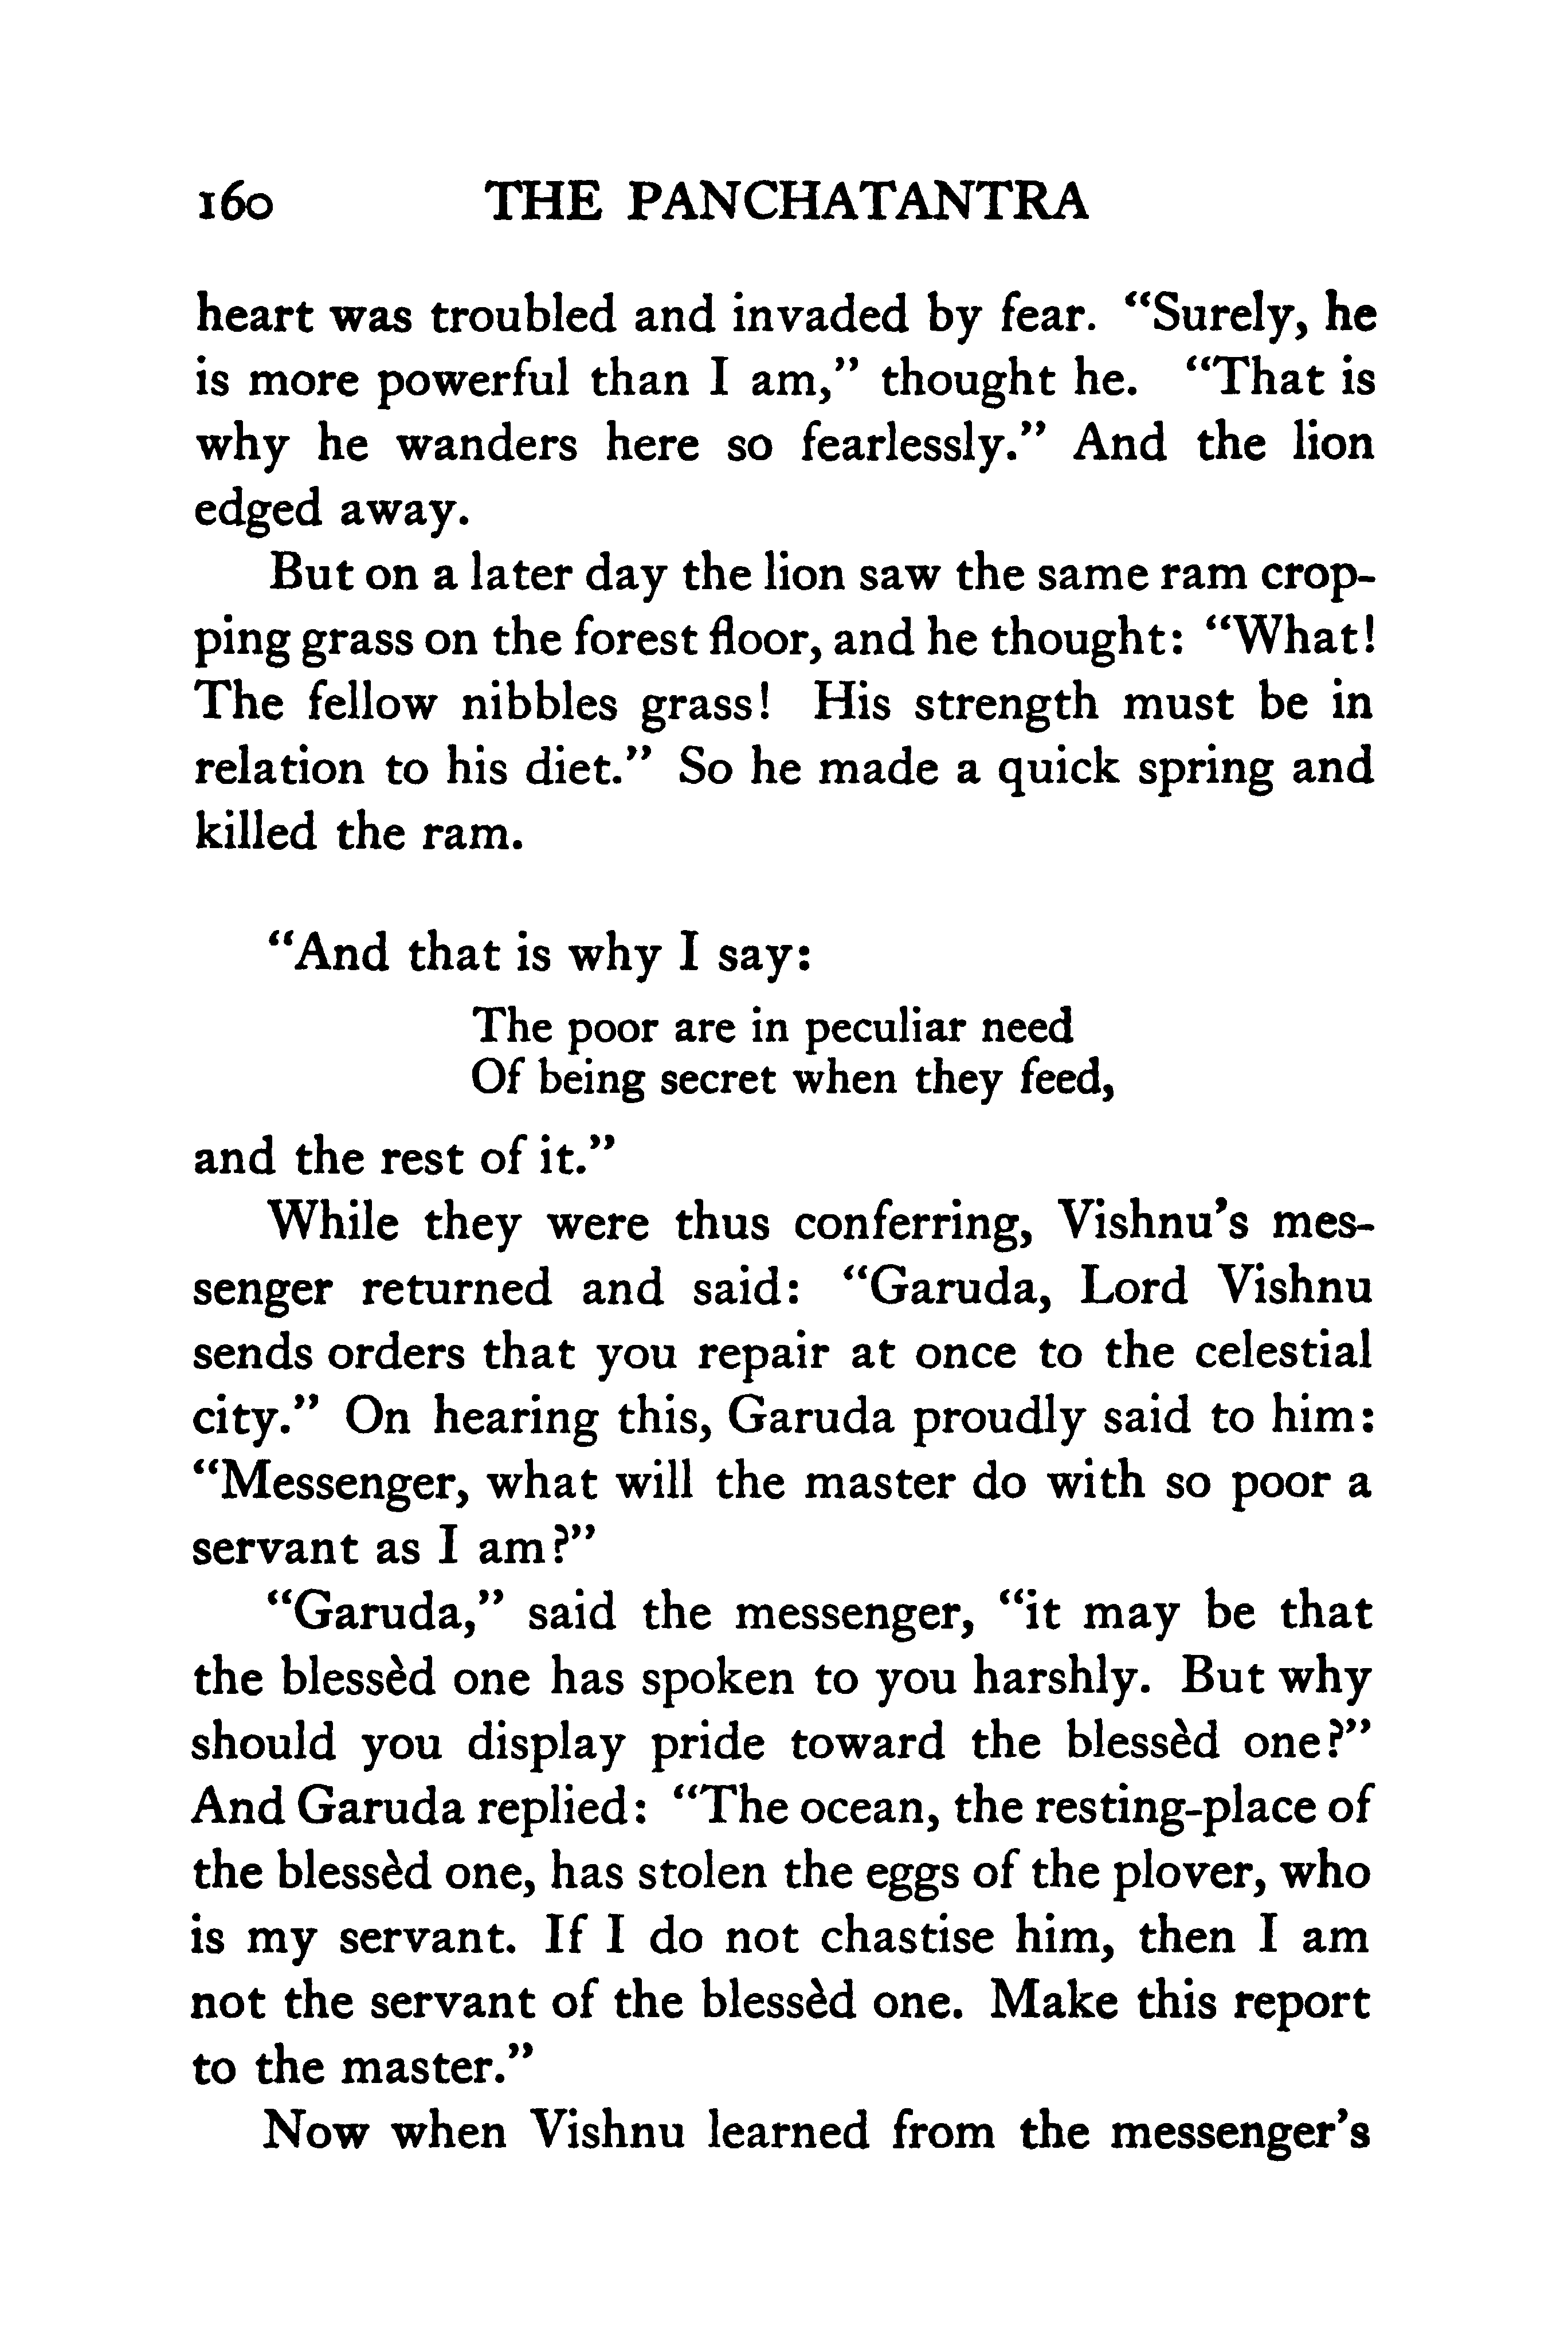 160 THE PANCHATANTRA
heart was troubled and invaded by fear. “Surely, he
is more powerful than I am,” thought he. “That is
why he wanders here so fearlessly.” And the lion
edged away.
But on a later day the lion saw the same ram crop-
ping grass on the forest floor, and he thought: “What!
The fellow nibbles grass! His strength must be in
relation to his diet.” So he made a quick spring and
killed the ram.
“And that is why I say:
The poor are in peculiar need
Of being secret when they feed,
and the rest of it.”
While they were thus conferring, Vishnu’s mes-
senger returned and said: “Garuda, Lord Vishnu
sends orders that you repair at once to the celestial
city.” On hearing this, Garuda proudly said to him:
“Messenger, what will the master do with so poor a
servant as I am?”
“Garuda,” said the messenger, “it may be that
the blessèd one has spoken to you harshly. But why
should you display pride toward the blessèd one?”
And Garuda replied: “The ocean, the resting-place of
the blessèd one, has stolen the eggs of the plover, who
is my servant. If I do not chastise him, then I am
not the servant of the blessèd one. Make this report
to the master.”
Now when Vishnu learned from the messenger’s